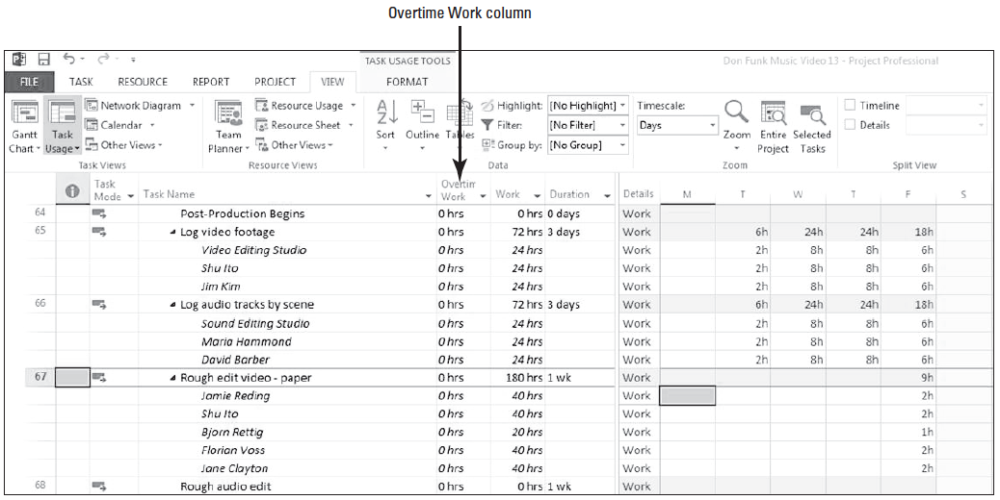 Overtime Work column
TASK USAGE TOOLS
Don Funk Music Video 13 - Project Professional
FILE TASK RESOURCE REPORT PROJECT VIEW FORMAT
Gantt Chart
Task Usage
Network Diagram
Calendar
Other Views
Task Views
Team Planner
Resource Usage
Resource Sheet
Other Views
Resource Views
Sort
Outline
Tables
Highlight: [No Highlight]
Filter: [No Filter]
Group by: [No Group]
Data
Timescale:
Days
Zoom
Entire Project
Selected Tasks
Zoom
Timeline
Details
Split View
Task Mode Task Name Overtim Work Work Duration Details M T W T F S
64 Post-Production Begins 0 hrs 0 hrs 0 days Work
65 Log video footage 0 hrs 72 hrs 3 days Work 6h 24h 24h 18h
Video Editing Studio 0 hrs 24 hrs Work 2h 8h 8h 6h
Shu Ito 0 hrs 24 hrs Work 2h 8h 8h 6h
Jim Kim 0 hrs 24 hrs Work 2h 8h 8h 6h
66 Log audio tracks by scene 0 hrs 72 hrs 3 days Work 6h 24h 24h 18h
Sound Editing Studio 0 hrs 24 hrs Work 2h 8h 8h 6h
Maria Hammond 0 hrs 24 hrs Work 2h 8h 8h 6h
David Barber 0 hrs 24 hrs Work 2h 8h 8h 6h
67 Rough edit video - paper 0 hrs 180 hrs 1 wk Work 9h
Jamie Reding 0 hrs 40 hrs Work 2h
Shu Ito 0 hrs 40 hrs Work 2h
Bjorn Rettig 0 hrs 20 hrs Work 1h
Florian Voss 0 hrs 40 hrs Work 2h
Jane Clayton 0 hrs 40 hrs Work 2h
68 Rough audio edit 0 hrs 0 hrs 1 wk Work